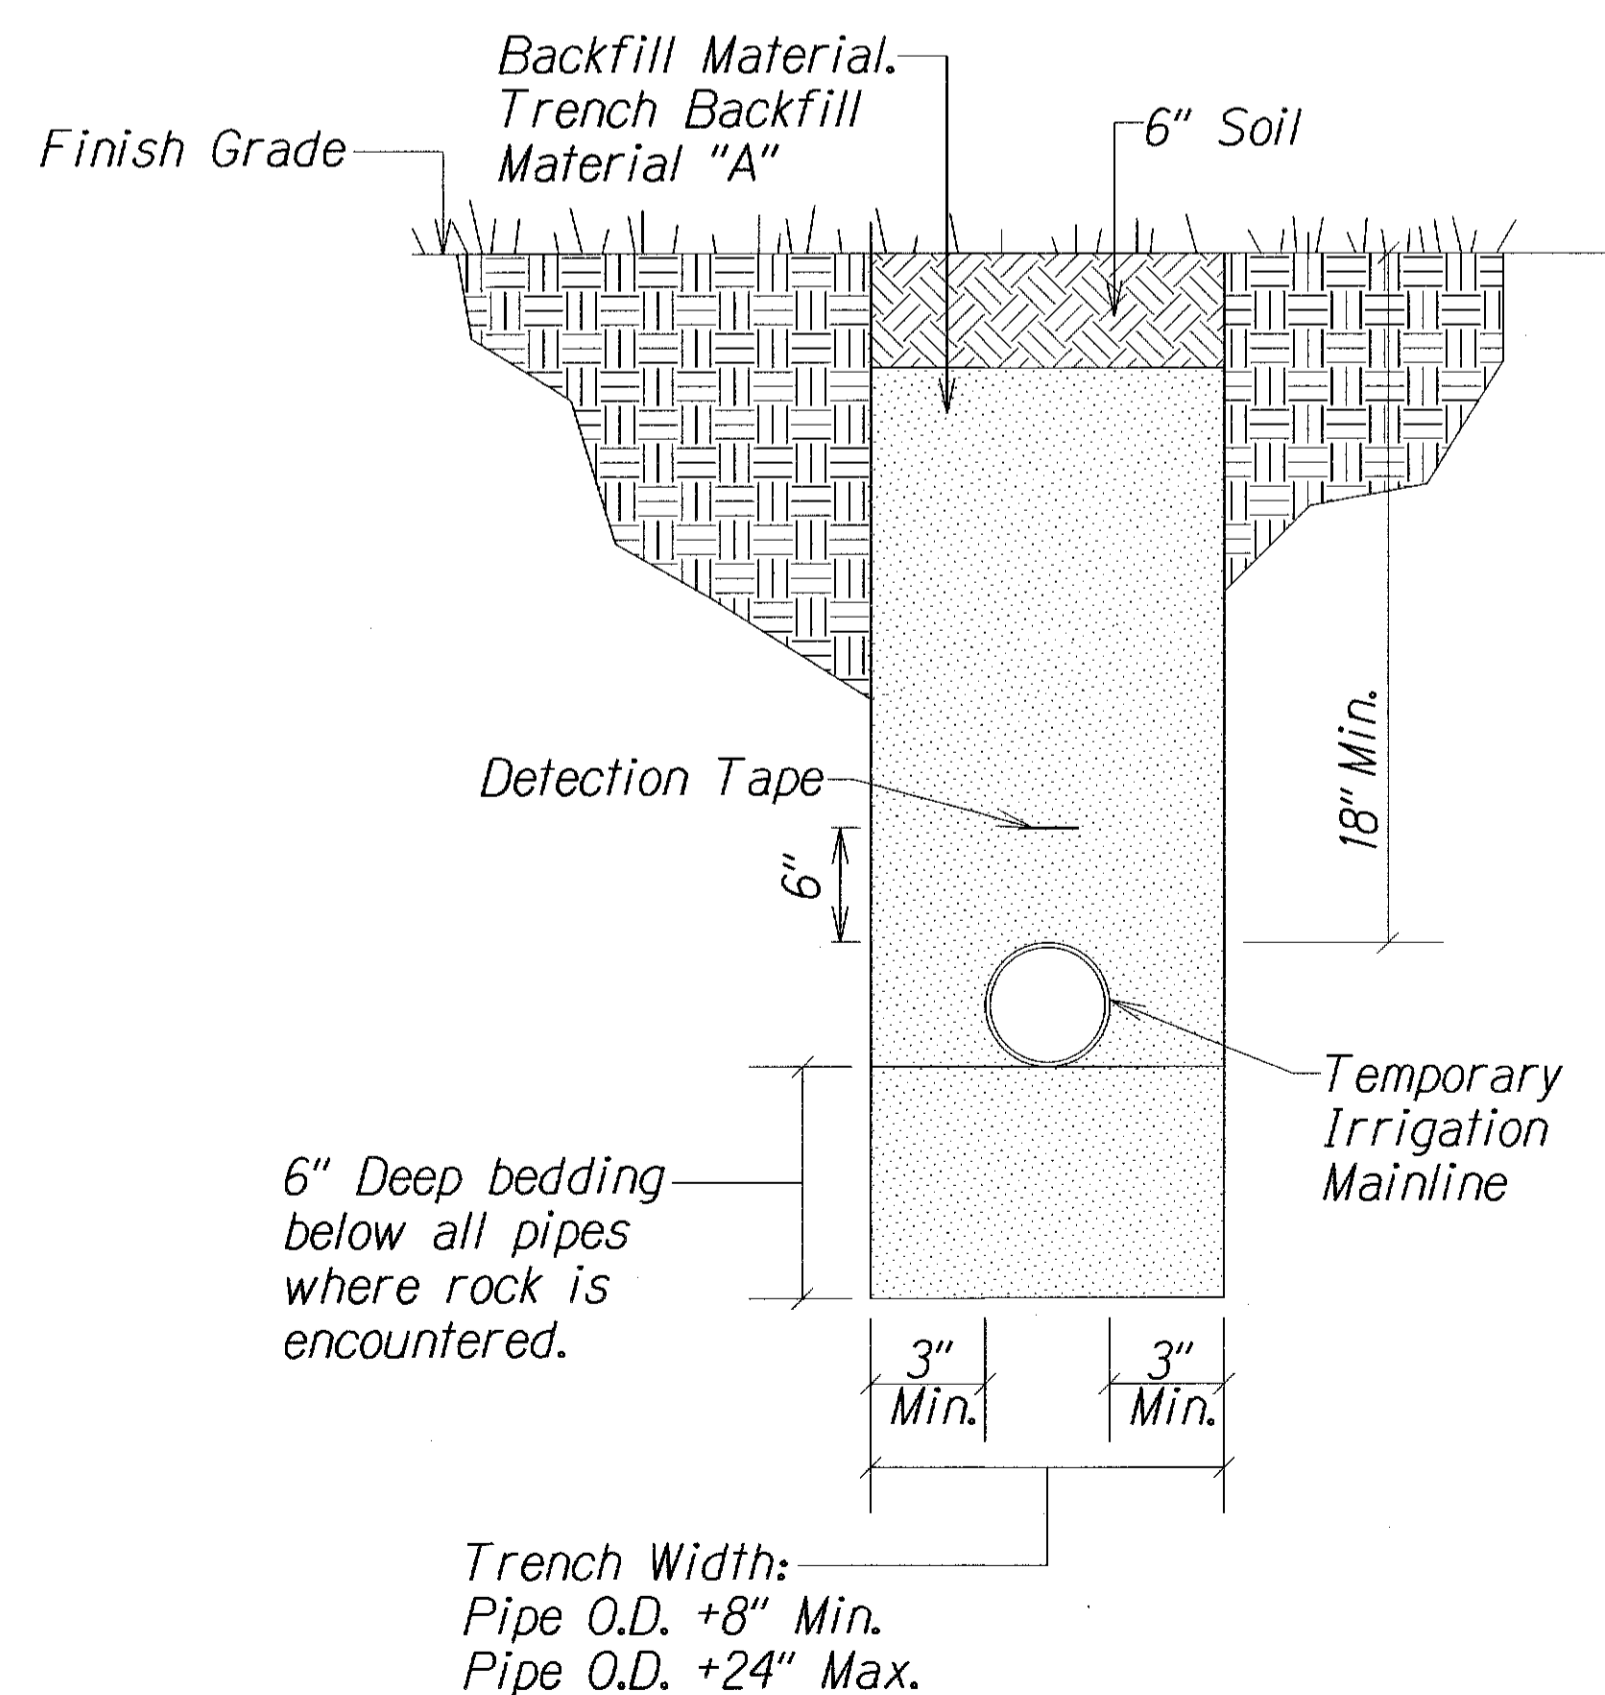 Backfill Material.
Trench Backfill
Material "A"
Finish Grade
6" Soil
Detection Tape
6"
18" Min.
Temporary
Irrigation
Mainline
6" Deep bedding
below all pipes
where rock is
encountered.
3"
Min.
3"
Min.
Trench Width:
Pipe O.D. +8" Min.
Pipe O.D. +24" Max.